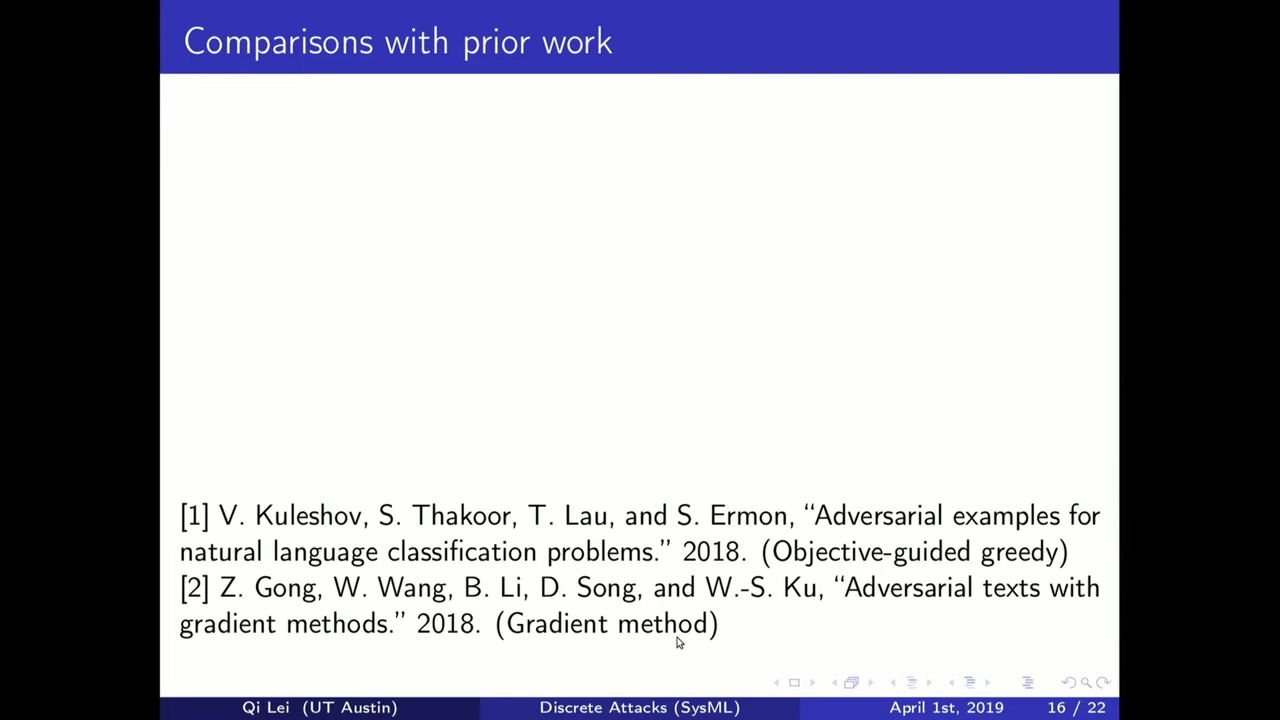 Comparisons with prior work
[1] V. Kuleshov, S. Thakoor, T. Lau, and S. Ermon, “Adversarial examples for
natural language classification problems.” 2018. (Objective-guided greedy)
[2] Z. Gong, W. Wang, B. Li, D. Song, and W.-S. Ku, “Adversarial texts with
gradient methods.” 2018. (Gradient method)
Qi Lei (UT Austin) Discrete Attacks (SysML) April 1st, 2019 16 / 22